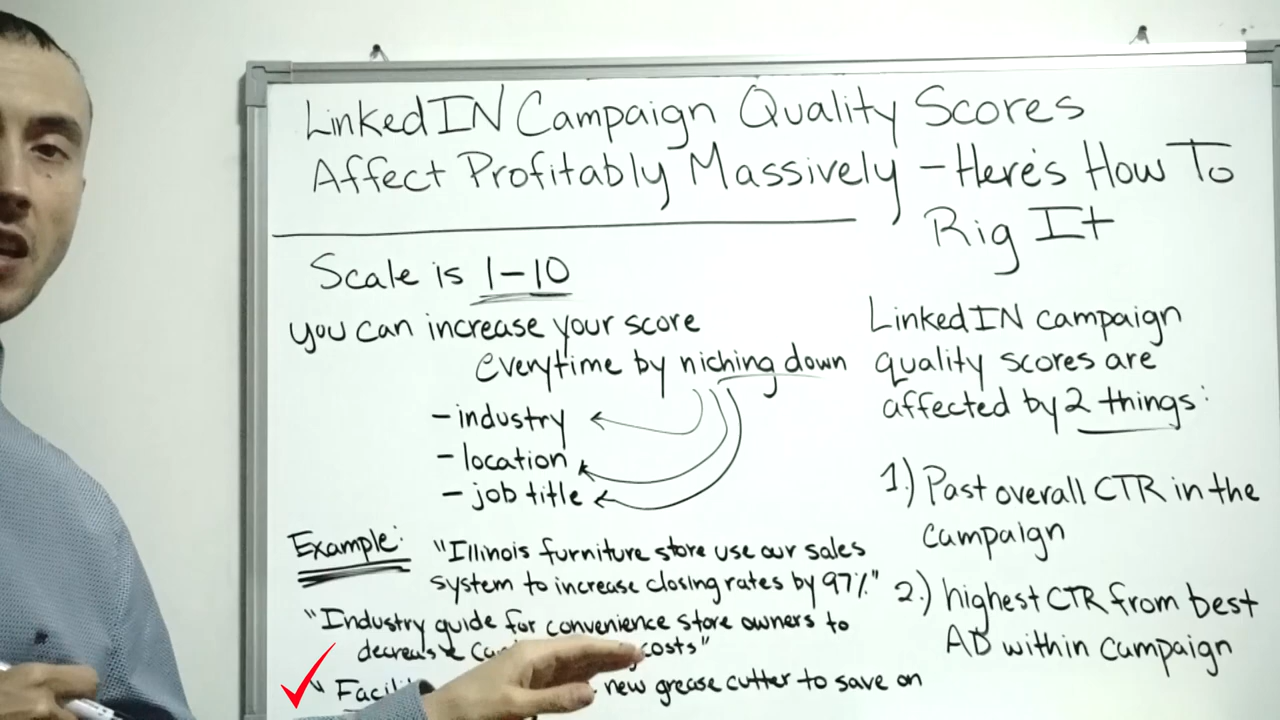 LinkedIN Campaign Quality Scores
Affect Profitably Massively - Here's How To
Rig It
Scale is 1-10
you can increase your score
everytime by niching down
- industry
- location
- job title
Example:
"Illinois furniture store use our sales
system to increase closing rates by 97%"
"Industry guide for convenience store owners to
decrease costs"
"
new grease cutter to save on
LinkedIN campaign
quality scores are
affected by 2 things:
1.) Past overall CTR in the
campaign
2.) highest CTR from best
AD within campaign